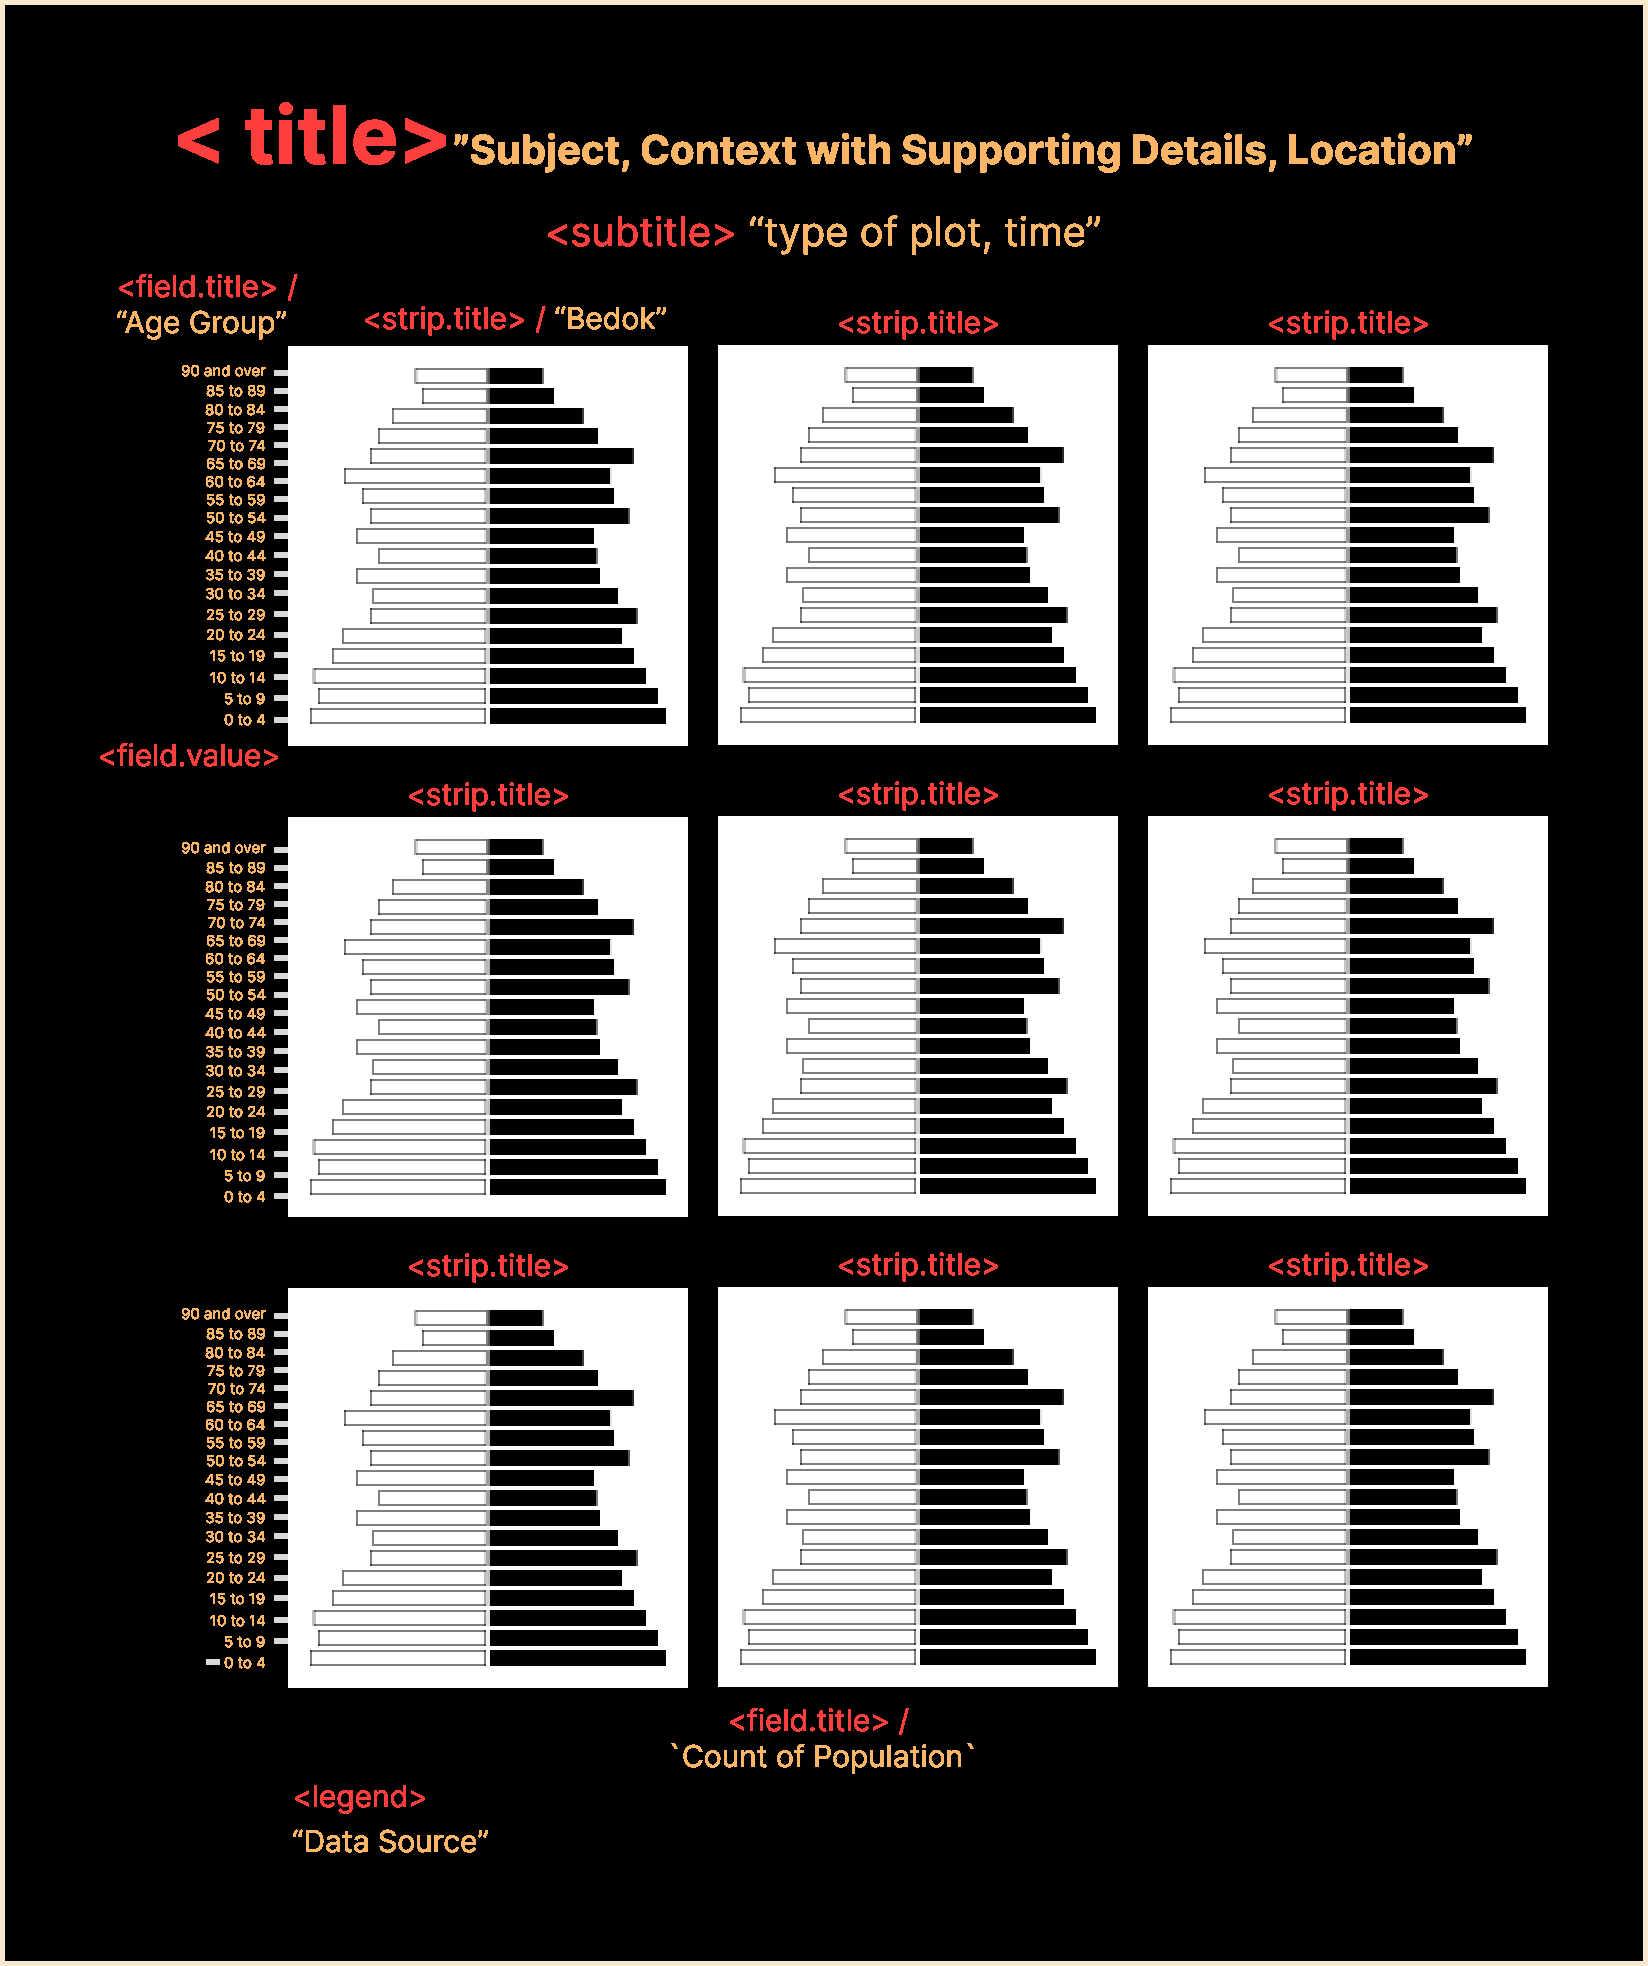 < title>”Subject, Context with Supporting Details, Location”
<subtitle> “type of plot, time”
<field.title> /
“Age Group”
<strip.title> / “Bedok”
<strip.title>
<strip.title>
90 and over
85 to 89
80 to 84
75 to 79
70 to 74
65 to 69
60 to 64
55 to 59
50 to 54
45 to 49
40 to 44
35 to 39
30 to 34
25 to 29
20 to 24
15 to 19
10 to 14
5 to 9
0 to 4
<field.value>
<strip.title>
<strip.title>
<strip.title>
90 and over
85 to 89
80 to 84
75 to 79
70 to 74
65 to 69
60 to 64
55 to 59
50 to 54
45 to 49
40 to 44
35 to 39
30 to 34
25 to 29
20 to 24
15 to 19
10 to 14
5 to 9
0 to 4
<strip.title>
<strip.title>
<strip.title>
90 and over
85 to 89
80 to 84
75 to 79
70 to 74
65 to 69
60 to 64
55 to 59
50 to 54
45 to 49
40 to 44
35 to 39
30 to 34
25 to 29
20 to 24
15 to 19
10 to 14
5 to 9
0 to 4
<field.title> /
`Count of Population`
<legend>
“Data Source”